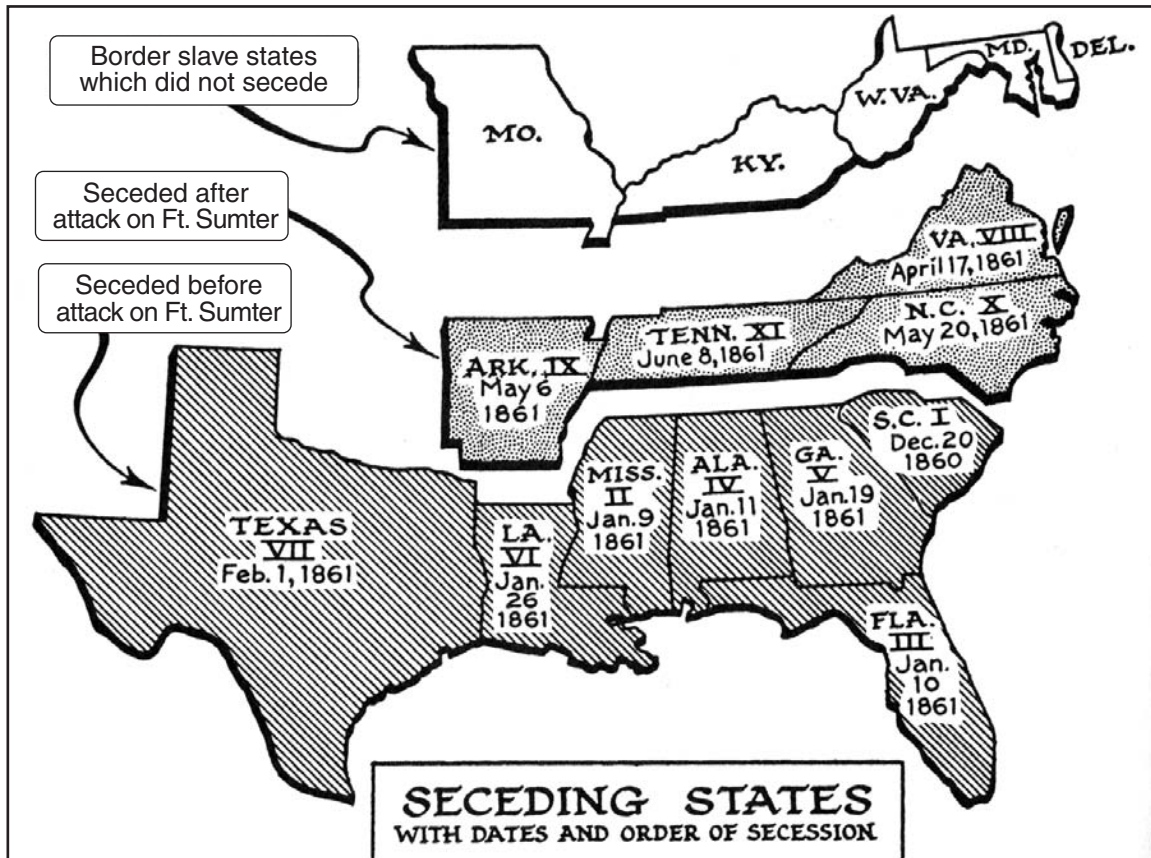 Border slave states
which did not secede
MO.
KY.
W. VA.
MD.
DEL.
Seceded after
attack on Ft. Sumter
VA. VIII
April 17, 1861
N.C. X
May 20, 1861
TENN. XI
June 8, 1861
ARK. IX
May 6
1861
Seceded before
attack on Ft. Sumter
TEXAS
VII
Feb. 1, 1861
LA.
VI
Jan.
26
1861
MISS.
II
Jan. 9
1861
ALA.
IV
Jan. 11
1861
GA.
V
Jan. 19
1861
S.C. I
Dec. 20
1860
FLA.
III
Jan.
10
1861
SECEDING STATES
WITH DATES AND ORDER OF SECESSION